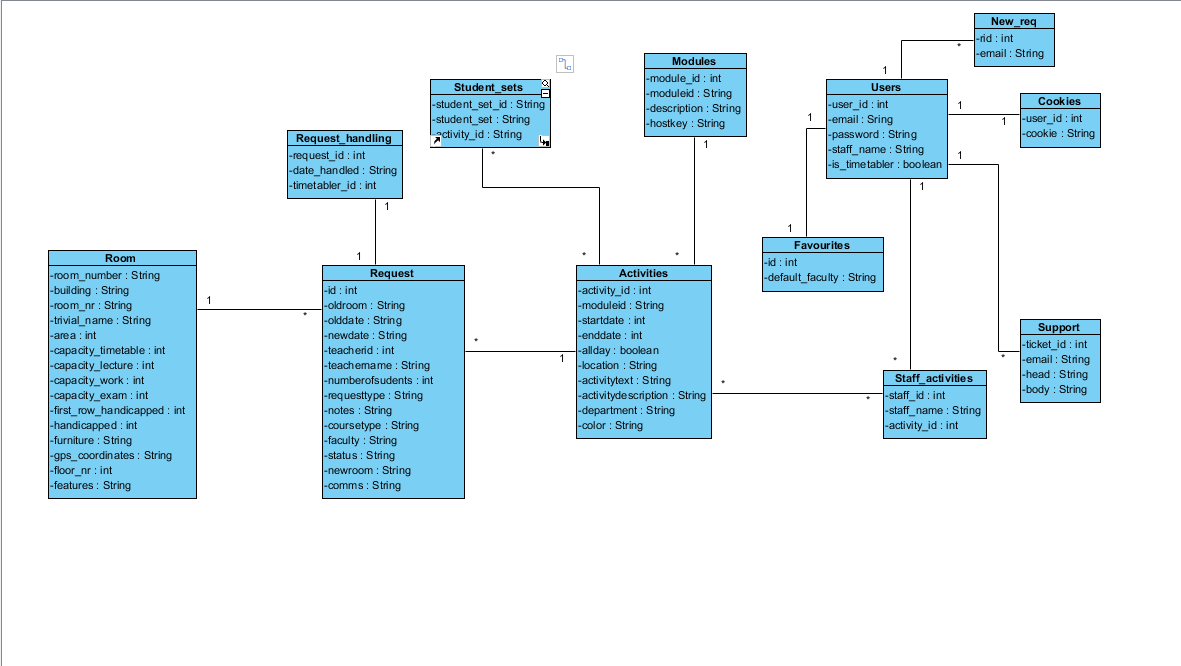 New_req
-rid : int
-email : String
1
*
Modules
-module_id : int
-moduleid : String
-description : String
-hostkey : String
1
*
Student_sets
-student_set_id : String
-student_set : String
activity_id : String
*
*
Users
-user_id : int
-email : Sring
-password : String
-staff_name : String
-is_timetabler : boolean
1
1
Cookies
-user_id : int
-cookie : String
1
1
1
*
1
*
Request_handling
-request_id : int
-date_handled : String
-timetabler_id : int
1
1
Favourites
-id : int
-default_faculty : String
Room
-room_number : String
-building : String
-room_nr : String
-trivial_name : String
-area : int
-capacity_timetable : int
-capacity_lecture : int
-capacity_work : int
-capacity_exam : int
-first_row_handicapped : int
-handicapped : int
-furniture : String
-gps_coordinates : String
-floor_nr : int
-features : String
1
*
Request
-id : int
-oldroom : String
-olddate : String
-newdate : String
-teacherid : int
-teachername : String
-numberofsudents : int
-requesttype : String
-notes : String
-coursetype : String
-faculty : String
-status : String
-newroom : String
-comms : String
*
1
Activities
-activity_id : int
-moduleid : String
-startdate : int
-enddate : int
-allday : boolean
-location : String
-activitytext : String
-activitydescription : String
-department : String
-color : String
*
*
Staff_activities
-staff_id : int
-staff_name : String
-activity_id : int
Support
-ticket_id : int
-email : String
-head : String
-body : String